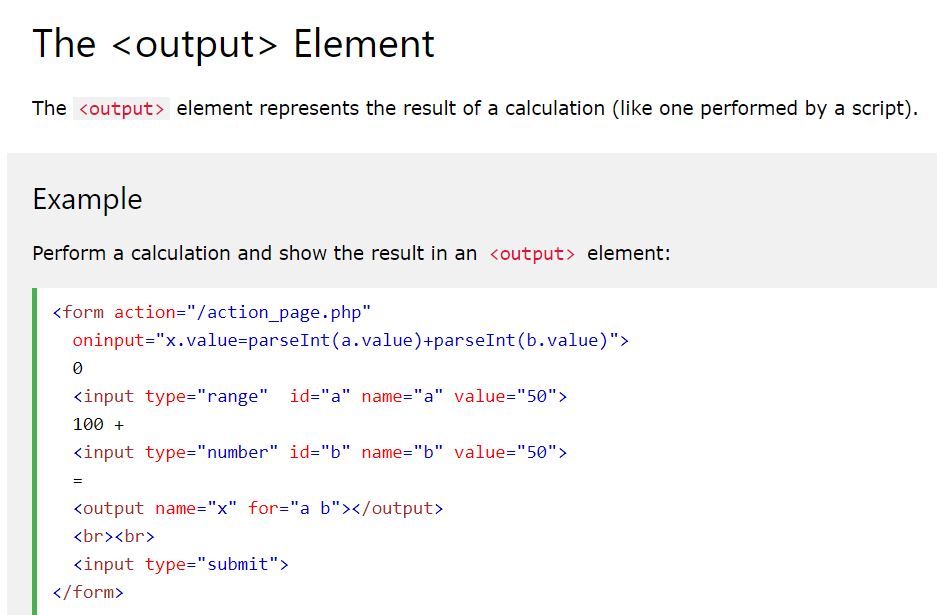 The <output> Element
The <output> element represents the result of a calculation (like one performed by a script).
Example
Perform a calculation and show the result in an <output> element:
<form action="/action_page.php"
oninput="x.value=parseInt(a.value)+parseInt(b.value)">
0
<input type="range"  id="a" name="a" value="50">
100 +
<input type="number" id="b" name="b" value="50">
=
<output name="x" for="a b"></output>
<br><br>
<input type="submit">
</form>